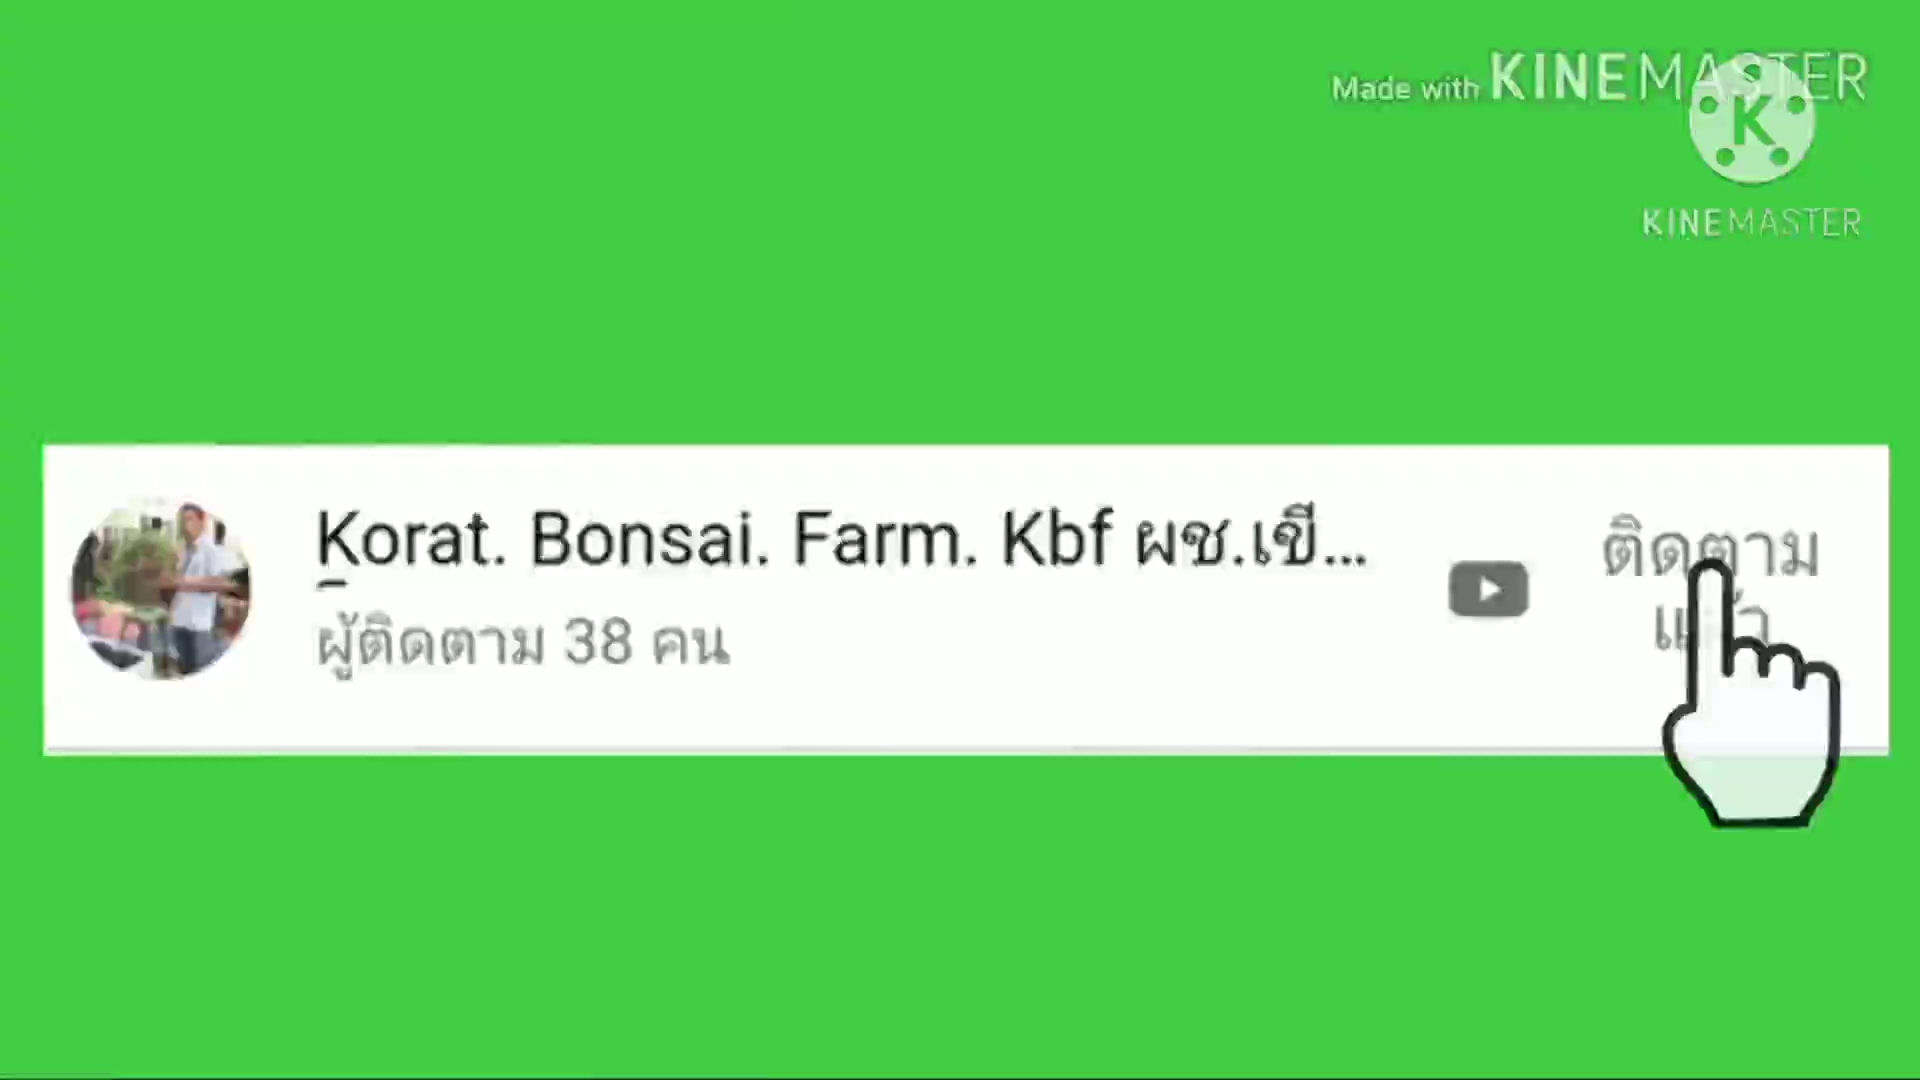 Made with KINEMASTER
K
KINEMASTER
Korat. Bonsai. Farm. Kbf ผช.เขี...
ผู้ติดตาม 38 คน
ติดตาม